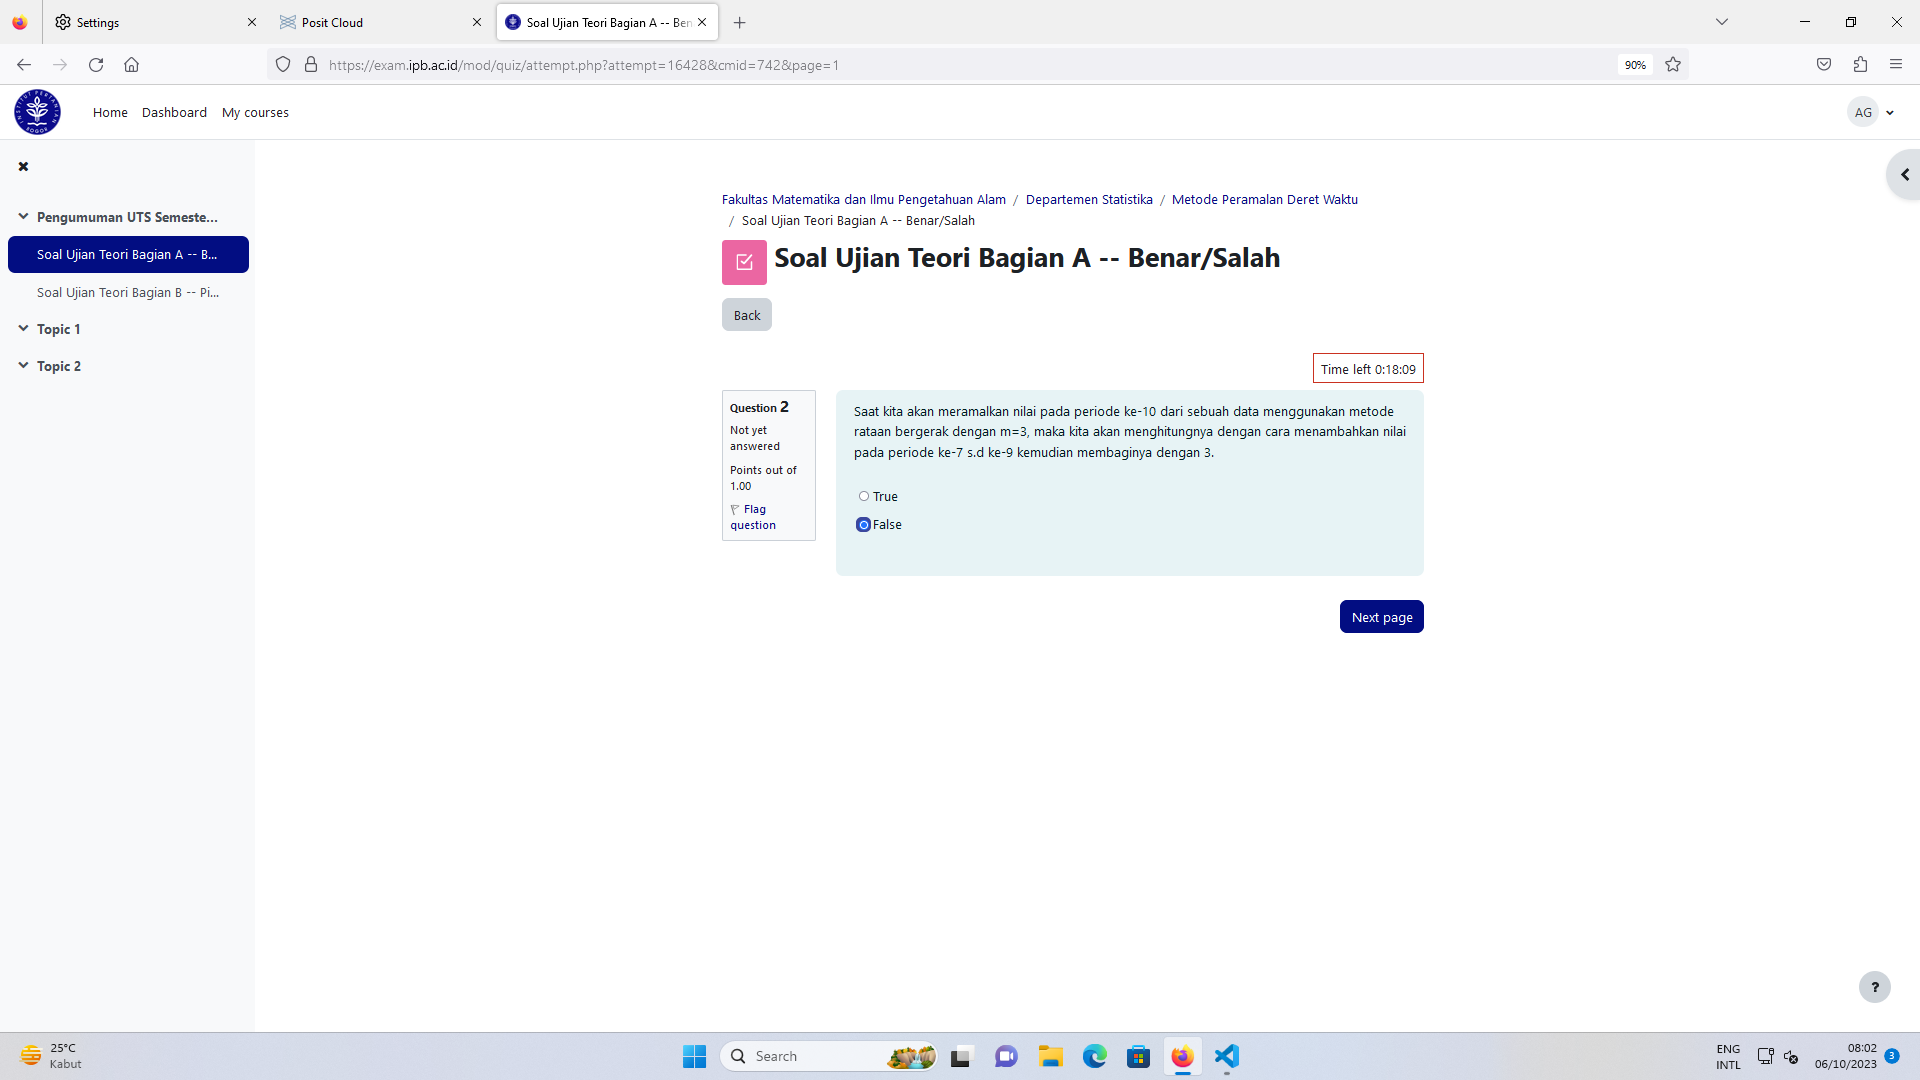 Settings
Posit Cloud
Soal Ujian Teori Bagian A -- Ben
https://exam.ipb.ac.id/mod/quiz/attempt.php?attempt=16428&cmid=742&page=1
90%
INSTITUT PERTANIAN BOGOR
Home
Dashboard
My courses
AG
Pengumuman UTS Semeste...
Soal Ujian Teori Bagian A -- B...
Soal Ujian Teori Bagian B -- Pi...
Topic 1
Topic 2
Fakultas Matematika dan Ilmu Pengetahuan Alam / Departemen Statistika / Metode Peramalan Deret Waktu
/ Soal Ujian Teori Bagian A -- Benar/Salah
Soal Ujian Teori Bagian A -- Benar/Salah
Back
Time left 0:18:09
Question 2
Not yet
answered
Points out of
1.00
Flag
question
Saat kita akan meramalkan nilai pada periode ke-10 dari sebuah data menggunakan metode
rataan bergerak dengan m=3, maka kita akan menghitungnya dengan cara menambahkan nilai
pada periode ke-7 s.d ke-9 kemudian membaginya dengan 3.
True
False
Next page
?
25°C
Kabut
Search
ENG
INTL
08:02
06/10/2023
3